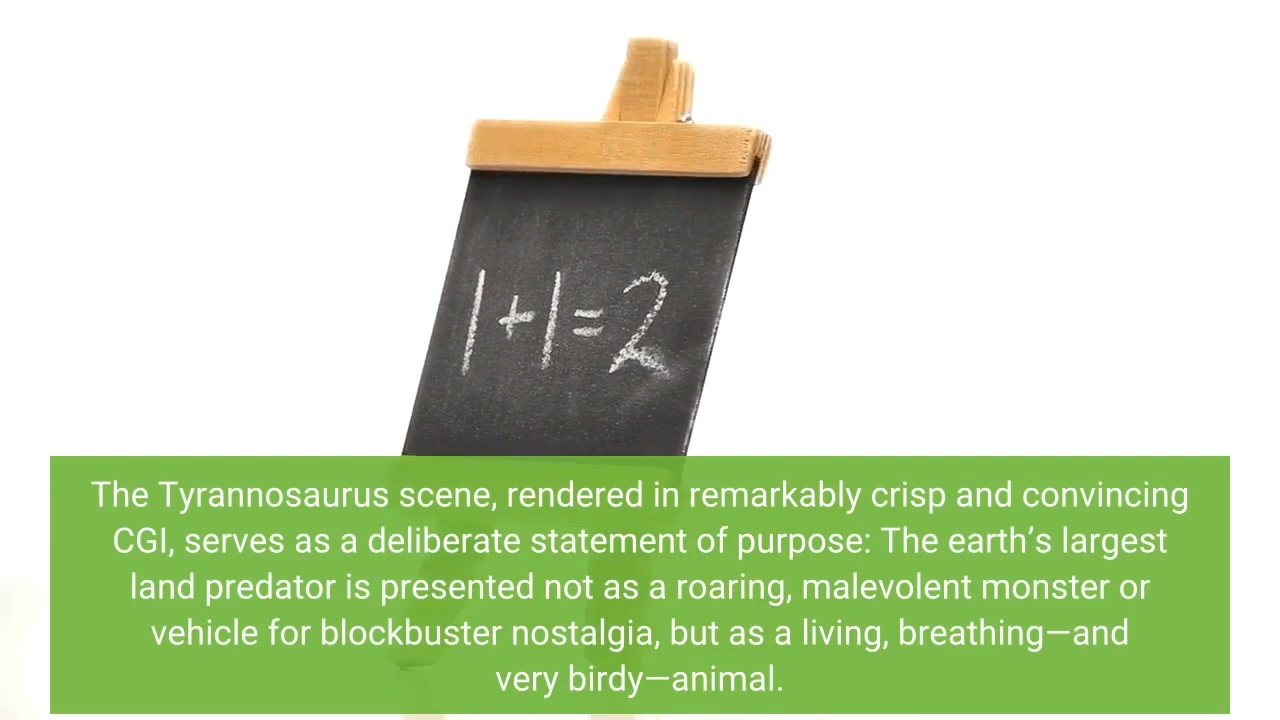 1+1=2
The Tyrannosaurus scene, rendered in remarkably crisp and convincing
CGI, serves as a deliberate statement of purpose: The earth’s largest
land predator is presented not as a roaring, malevolent monster or
vehicle for blockbuster nostalgia, but as a living, breathing—and
very birdy—animal.